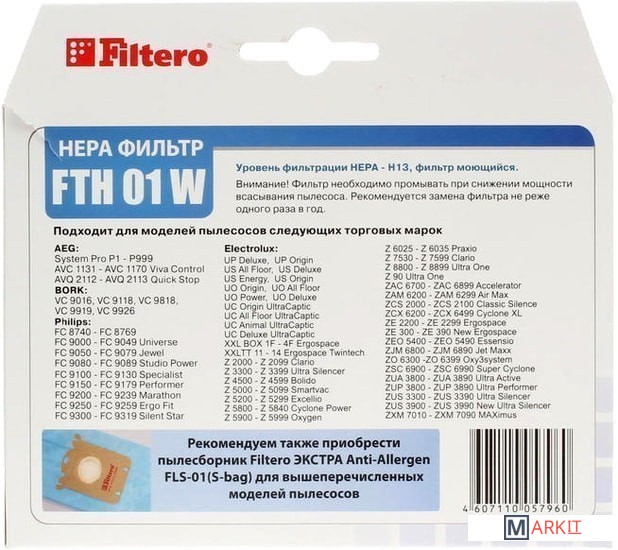 Filtero
HEPA ФИЛЬТР
FTH 01 W
Уровень фильтрации HEPA - H13, фильтр моющийся.
Внимание! Фильтр необходимо промывать при снижении мощности
всасывания пылесоса. Рекомендуется замена фильтра не реже
одного раза в год.
Подходит для моделей пылесосов следующих торговых марок
AEG:
System Pro P1 - P999
AVC 1131 - AVC 1170 Viva Control
AVQ 2112 - AVQ 2113 Quick Stop
BORK:
VC 9016, VC 9118, VC 9818,
VC 9919, VC 9926
Philips:
FC 8740 - FC 8769
FC 9000 - FC 9049 Universe
FC 9050 - FC 9079 Jewel
FC 9080 - FC 9089 Studio Power
FC 9100 - FC 9130 Specialist
FC 9150 - FC 9179 Performer
FC 9200 - FC 9239 Marathon
FC 9250 - FC 9259 Ergo Fit
FC 9300 - FC 9319 Silent Star
Electrolux:
UP Deluxe, UP Origin
US All Floor, US Deluxe
US Energy, US Origin
UO Origin, UO All Floor
UO Power, UO Deluxe
UC Origin UltraCaptic
UC All Floor UltraCaptic
UC Animal UltraCaptic
UC Deluxe UltraCaptic
XXL BOX 1F - 4F Ergospace
XXLTT 11 - 14 Ergospace Twintech
Z 2000 - Z 2099 Clario
Z 3300 - Z 3399 Ultra Silencer
Z 4500 - Z 4599 Bolido
Z 5000 - Z 5099 Smartvac
Z 5200 - Z 5299 Excellio
Z 5800 - Z 5840 Cyclone Power
Z 5900 - Z 5999 Oxygen
Z 6025 - Z 6035 Praxio
Z 7530 - Z 7599 Clario
Z 8800 - Z 8899 Ultra One
Z 90 Ultra One
ZAC 6700 - ZAC 6899 Accelerator
ZAM 6200 - ZAM 6299 Air Max
ZCS 2000 - ZCS 2100 Classic Silence
ZCX 6200 - ZCX 6499 Cyclone XL
ZE 2200 - ZE 2299 Ergospace
ZE 300 - ZE 390 New Ergospace
ZEO 5400 - ZEO 5490 Essensio
ZJM 6800 - ZJM 6899 Jet Maxx
ZO 6300 -ZO 6399 Oxy3system
ZSC 6900 - ZSC 6990 Super Cyclone
ZUA 3800 - ZUA 3890 Ultra Active
ZUP 3800 - ZUP 3890 Ultra Performer
ZUS 3300 - ZUS 3390 Ultra Silencer
ZUS 3900 - ZUS 3990 New Ultra Silencer
ZXM 7010 - ZXM 7090 MAXimus
Рекомендуем также приобрести
пылесборник Filtero ЭКСТРА Anti-Allergen
FLS-01(S-bag) для вышеперечисленных
моделей пылесосов
4 607110 057960
MARKIT